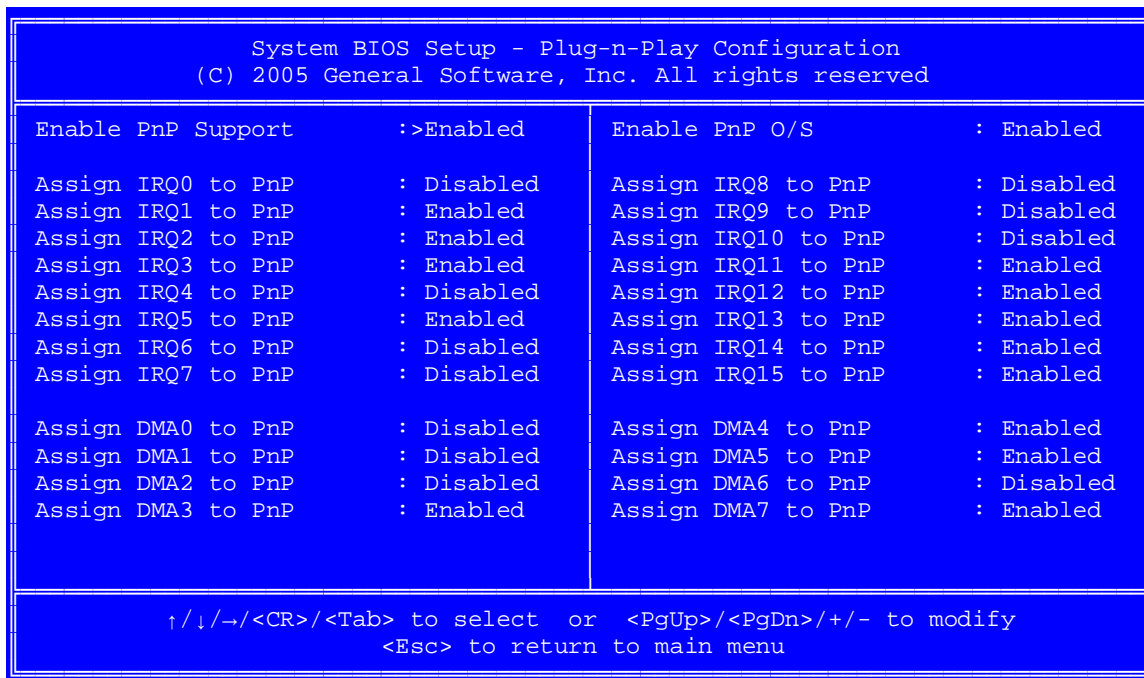 System BIOS Setup - Plug-n-Play Configuration
(C) 2005 General Software, Inc. All rights reserved
Enable PnP Support :>Enabled Enable PnP O/S : Enabled
Assign IRQ0 to PnP : Disabled Assign IRQ8 to PnP : Disabled
Assign IRQ1 to PnP : Enabled Assign IRQ9 to PnP : Disabled
Assign IRQ2 to PnP : Enabled Assign IRQ10 to PnP : Disabled
Assign IRQ3 to PnP : Enabled Assign IRQ11 to PnP : Enabled
Assign IRQ4 to PnP : Disabled Assign IRQ12 to PnP : Enabled
Assign IRQ5 to PnP : Enabled Assign IRQ13 to PnP : Enabled
Assign IRQ6 to PnP : Disabled Assign IRQ14 to PnP : Enabled
Assign IRQ7 to PnP : Disabled Assign IRQ15 to PnP : Enabled
Assign DMA0 to PnP : Disabled Assign DMA4 to PnP : Enabled
Assign DMA1 to PnP : Disabled Assign DMA5 to PnP : Enabled
Assign DMA2 to PnP : Disabled Assign DMA6 to PnP : Disabled
Assign DMA3 to PnP : Enabled Assign DMA7 to PnP : Enabled
↑/↓/→/<CR>/<Tab> to select or <PgUp>/<PgDn>/+/- to modify
<Esc> to return to main menu